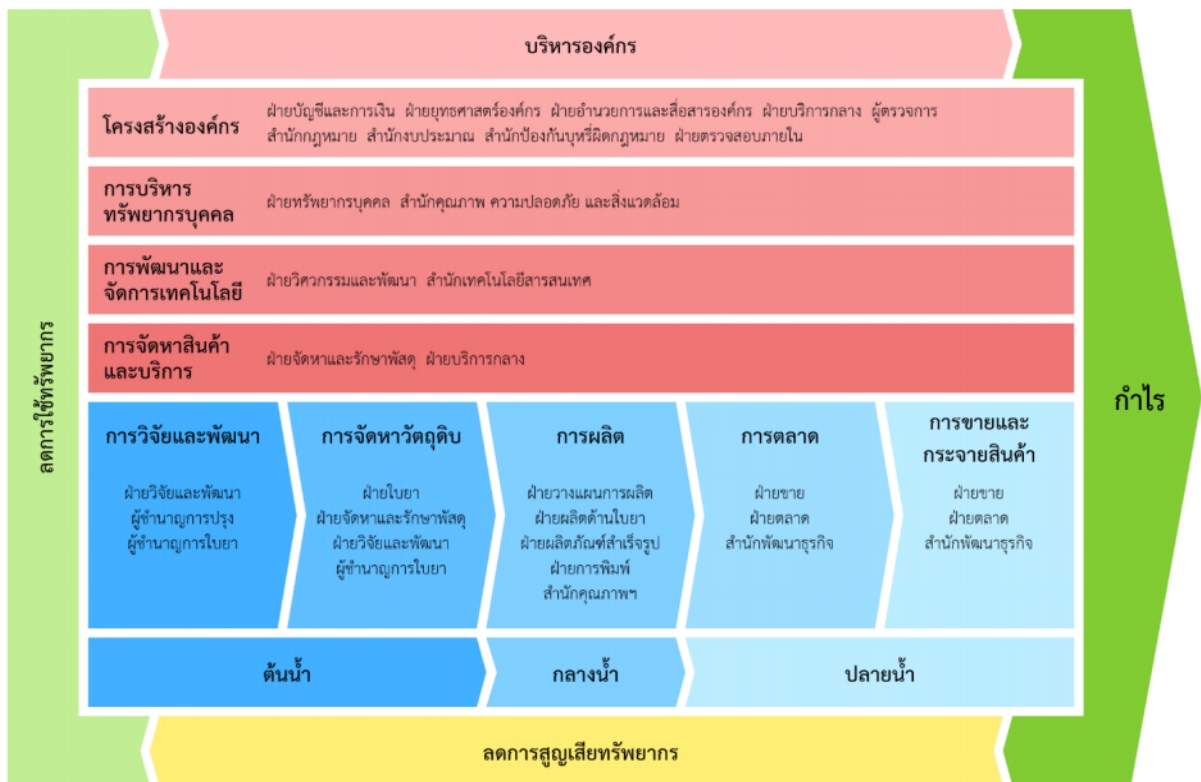 บริหารองค์กร
โครงสร้างองค์กร
ฝ่ายบัญชีและการเงิน ฝ่ายยุทธศาสตร์องค์กร ฝ่ายอำนวยการและสื่อสารองค์กร ฝ่ายบริการกลาง ผู้ตรวจการ
สำนักกฎหมาย สำนักงบประมาณ สำนักป้องกันบุหรี่ผิดกฎหมาย ฝ่ายตรวจสอบภายใน
การบริหาร
ทรัพยากรบุคคล
ฝ่ายทรัพยากรบุคคล สำนักคุณภาพ ความปลอดภัย และสิ่งแวดล้อม
การพัฒนาและ
จัดการเทคโนโลยี
ฝ่ายวิศวกรรมและพัฒนา สำนักเทคโนโลยีสารสนเทศ
การจัดหาสินค้า
และบริการ
ฝ่ายจัดหาและรักษาพัสดุ ฝ่ายบริการกลาง
ลดการใช้ทรัพยากร
กำไร
การวิจัยและพัฒนา
ฝ่ายวิจัยและพัฒนา
ผู้ชำนาญการปรุง
ผู้ชำนาญการใบยา
การจัดหาวัตถุดิบ
ฝ่ายใบยา
ฝ่ายจัดหาและรักษาพัสดุ
ฝ่ายวิจัยและพัฒนา
ผู้ชำนาญการใบยา
การผลิต
ฝ่ายวางแผนการผลิต
ฝ่ายผลิตด้านใบยา
ฝ่ายผลิตภัณฑ์สำเร็จรูป
ฝ่ายการพิมพ์
สำนักคุณภาพฯ
การตลาด
ฝ่ายขาย
ฝ่ายตลาด
สำนักพัฒนาธุรกิจ
การขายและ
กระจายสินค้า
ฝ่ายขาย
ฝ่ายตลาด
สำนักพัฒนาธุรกิจ
ต้นน้ำ
กลางน้ำ
ปลายน้ำ
ลดการสูญเสียทรัพยากร